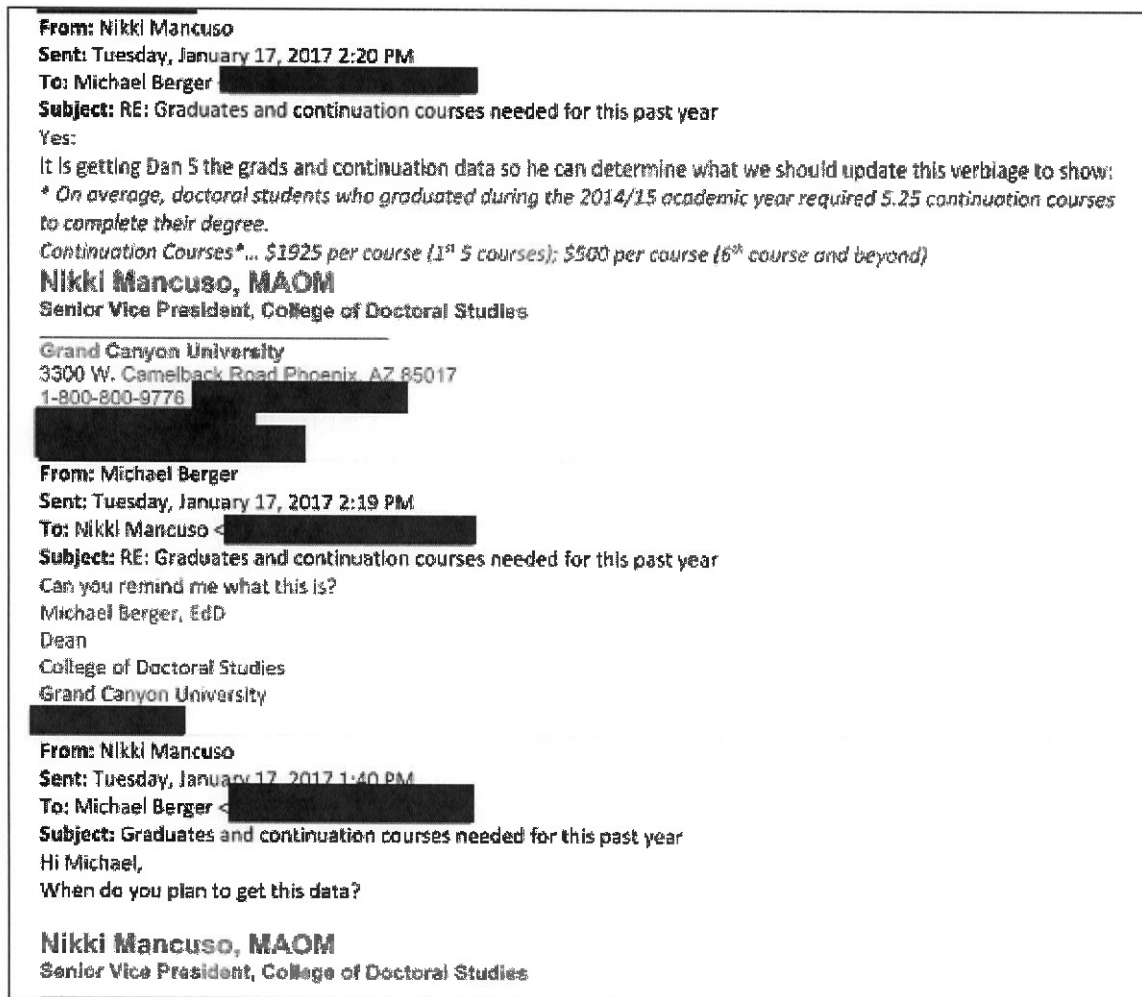 From: Nikki Mancuso
Sent: Tuesday, January 17, 2017 2:20 PM
To: Michael Berger
Subject: RE: Graduates and continuation courses needed for this past year
Yes:
It is getting Dan S the grads and continuation data so he can determine what we should update this verbiage to show:
* On average, doctoral students who graduated during the 2014/15 academic year required 5.25 continuation courses
to complete their degree.
Continuation Courses*... $1925 per course (1st 5 courses); $500 per course (6th course and beyond)
Nikki Mancuso, MAOM
Senior Vice President, College of Doctoral Studies
Grand Canyon University
3300 W. Camelback Road Phoenix, AZ 85017
1-800-800-9776
From: Michael Berger
Sent: Tuesday, January 17, 2017 2:19 PM
To: Nikki Mancuso <
Subject: RE: Graduates and continuation courses needed for this past year
Can you remind me what this is?
Michael Berger, EdD
Dean
College of Doctoral Studies
Grand Canyon University
From: Nikki Mancuso
Sent: Tuesday, January 17, 2017 1:40 PM
To: Michael Berger <
Subject: Graduates and continuation courses needed for this past year
Hi Michael,
When do you plan to get this data?
Nikki Mancuso, MAOM
Senior Vice President, College of Doctoral Studies